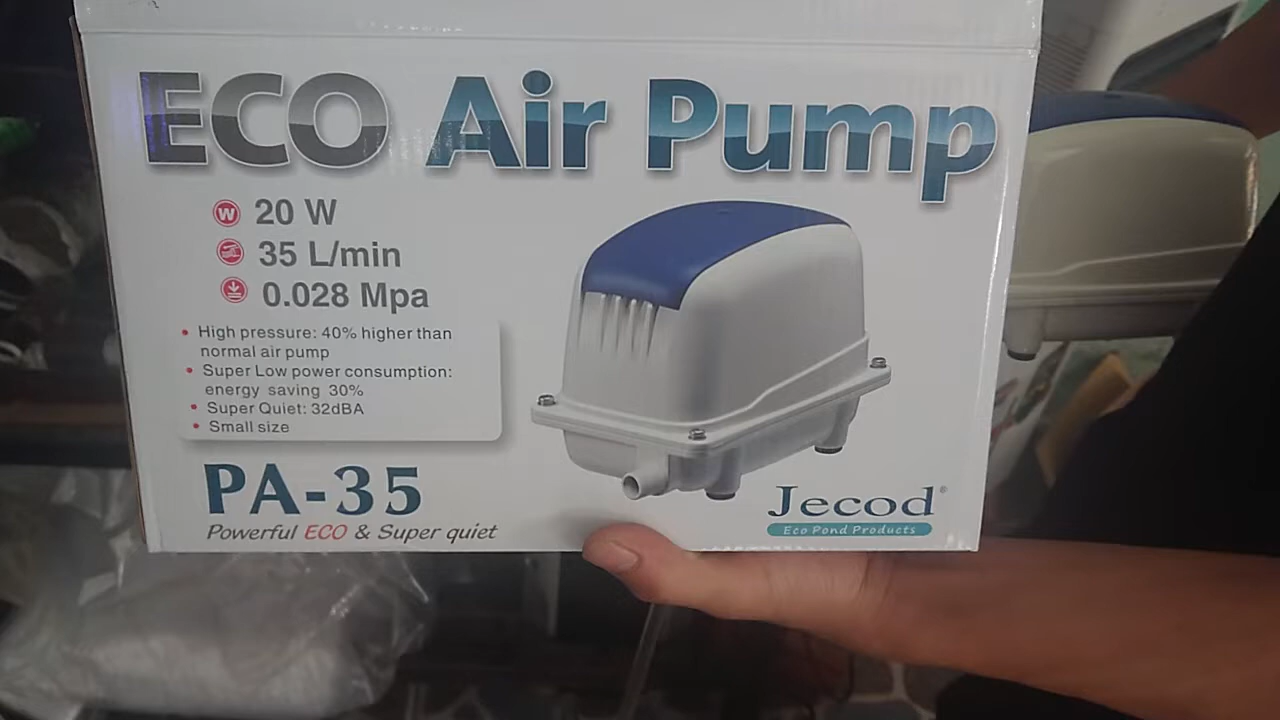 ECO Air Pump
W 20 W
35 L/min
0.028 Mpa
• High pressure: 40% higher than
normal air pump
• Super Low power consumption:
energy saving 30%
• Super Quiet: 32dBA
• Small size
PA-35
Powerful ECO & Super quiet
Jecod®
Eco Pond Products